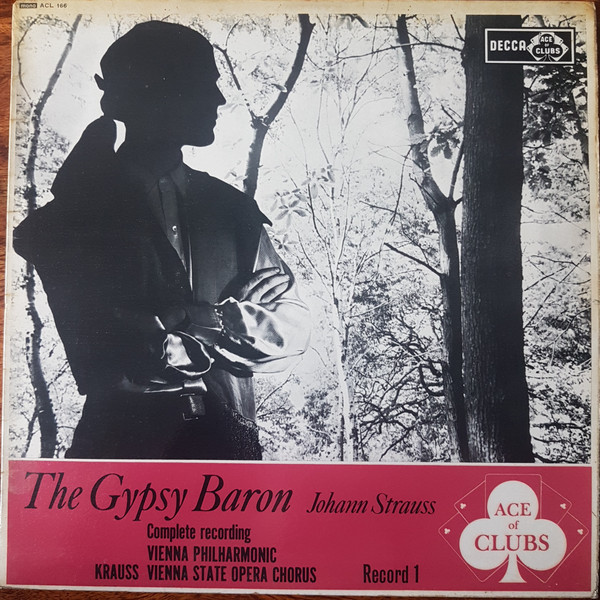 mono ACL 166
DECCA ACE OF CLUBS
The Gypsy Baron Johann Strauss
Complete recording
VIENNA PHILHARMONIC
KRAUSS VIENNA STATE OPERA CHORUS Record 1
ACE
of
CLUBS